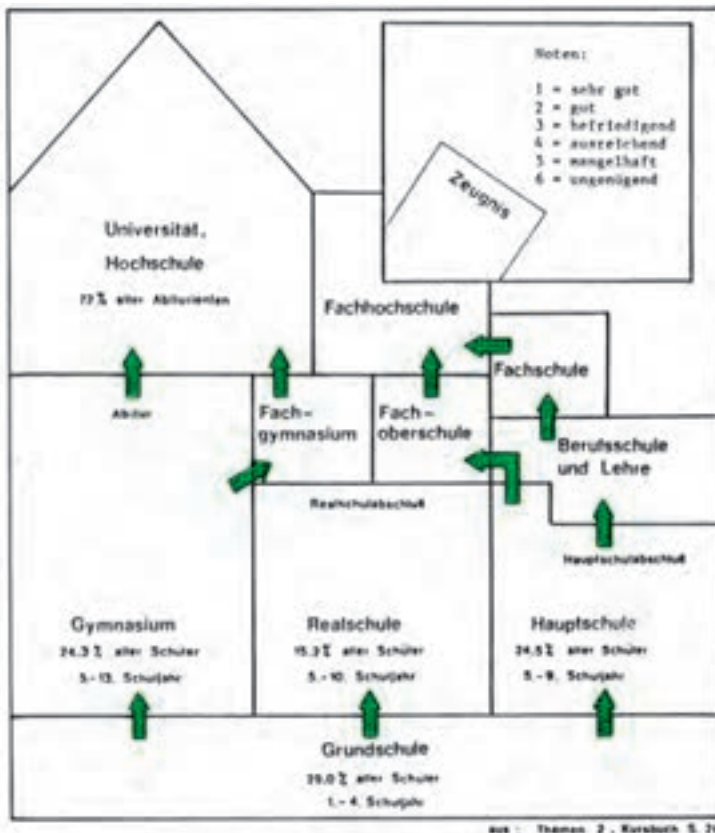 Noten:
1 = sehr gut
2 = gut
3 = befriedigend
4 = ausreichend
5 = mangelhaft
6 = ungenügend
Zeugnis
Universität,
Hochschule
77% aller Abiturienten
Fachhochschule
Fachschule
Abitur
Fach-
gymnasium
Fach-
oberschule
Berufsschule
und Lehre
Realschulabschluß
Hauptschulabschluß
Gymnasium
24,3% aller Schüler
5.-13. Schuljahr
Realschule
15,2% aller Schüler
5.-10. Schuljahr
Hauptschule
24,5% aller Schüler
5.-9. Schuljahr
Grundschule
29,0% aller Schüler
1.-4. Schuljahr
aus: Themen 2, Kursbuch S.